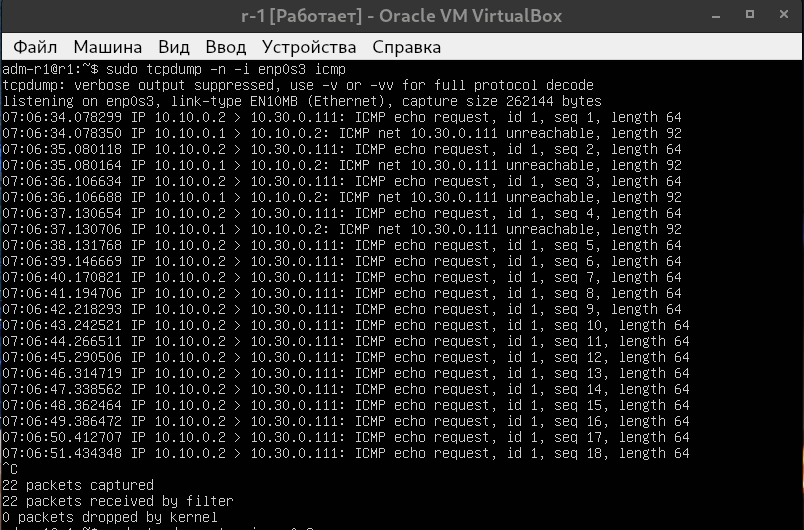 r-1 [Работает] - Oracle VM VirtualBox
Файл Машина Вид Ввод Устройства Справка
adm-r1@r1:~$ sudo tcpdump -n -i enp0s3 icmp
tcpdump: verbose output suppressed, use -v or -vv for full protocol decode
listening on enp0s3, link-type EN10MB (Ethernet), capture size 262144 bytes
07:06:34.078299 IP 10.10.0.2 > 10.30.0.111: ICMP echo request, id 1, seq 1, length 64
07:06:34.078350 IP 10.10.0.1 > 10.10.0.2: ICMP net 10.30.0.111 unreachable, length 92
07:06:35.080118 IP 10.10.0.2 > 10.30.0.111: ICMP echo request, id 1, seq 2, length 64
07:06:35.080164 IP 10.10.0.1 > 10.10.0.2: ICMP net 10.30.0.111 unreachable, length 92
07:06:36.106634 IP 10.10.0.2 > 10.30.0.111: ICMP echo request, id 1, seq 3, length 64
07:06:36.106688 IP 10.10.0.1 > 10.10.0.2: ICMP net 10.30.0.111 unreachable, length 92
07:06:37.130654 IP 10.10.0.2 > 10.30.0.111: ICMP echo request, id 1, seq 4, length 64
07:06:37.130706 IP 10.10.0.1 > 10.10.0.2: ICMP net 10.30.0.111 unreachable, length 92
07:06:38.131768 IP 10.10.0.2 > 10.30.0.111: ICMP echo request, id 1, seq 5, length 64
07:06:39.146669 IP 10.10.0.2 > 10.30.0.111: ICMP echo request, id 1, seq 6, length 64
07:06:40.170821 IP 10.10.0.2 > 10.30.0.111: ICMP echo request, id 1, seq 7, length 64
07:06:41.194706 IP 10.10.0.2 > 10.30.0.111: ICMP echo request, id 1, seq 8, length 64
07:06:42.218293 IP 10.10.0.2 > 10.30.0.111: ICMP echo request, id 1, seq 9, length 64
07:06:43.242521 IP 10.10.0.2 > 10.30.0.111: ICMP echo request, id 1, seq 10, length 64
07:06:44.266511 IP 10.10.0.2 > 10.30.0.111: ICMP echo request, id 1, seq 11, length 64
07:06:45.290506 IP 10.10.0.2 > 10.30.0.111: ICMP echo request, id 1, seq 12, length 64
07:06:46.314719 IP 10.10.0.2 > 10.30.0.111: ICMP echo request, id 1, seq 13, length 64
07:06:47.338562 IP 10.10.0.2 > 10.30.0.111: ICMP echo request, id 1, seq 14, length 64
07:06:48.362464 IP 10.10.0.2 > 10.30.0.111: ICMP echo request, id 1, seq 15, length 64
07:06:49.386472 IP 10.10.0.2 > 10.30.0.111: ICMP echo request, id 1, seq 16, length 64
07:06:50.412707 IP 10.10.0.2 > 10.30.0.111: ICMP echo request, id 1, seq 17, length 64
07:06:51.434348 IP 10.10.0.2 > 10.30.0.111: ICMP echo request, id 1, seq 18, length 64
^C
22 packets captured
22 packets received by filter
0 packets dropped by kernel